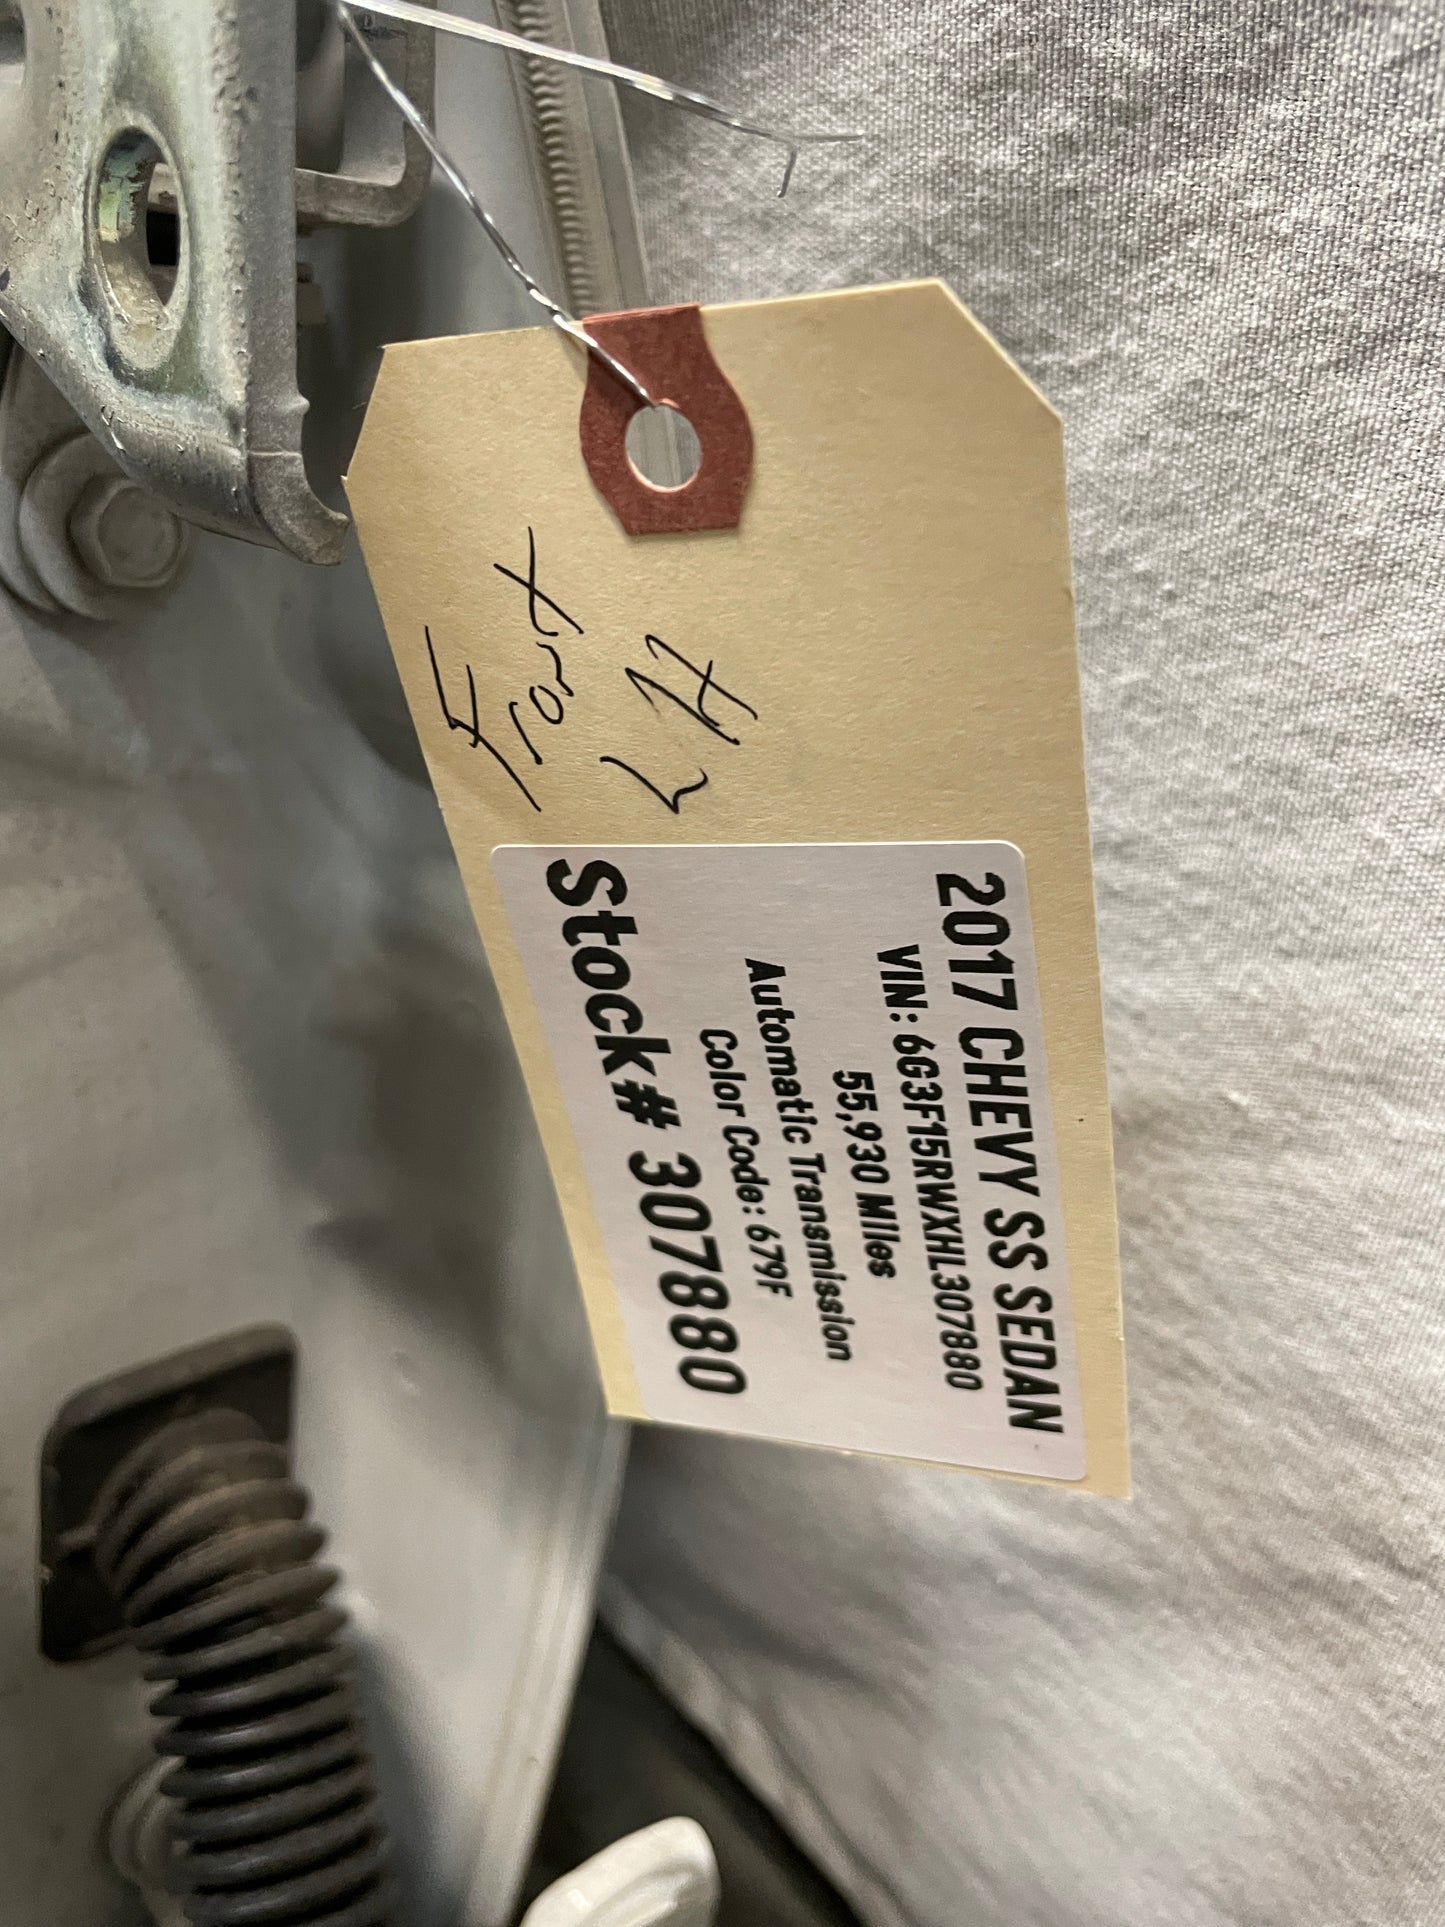 2017 CHEVY SS SEDAN
VIN: 6G3F15RWXHL307880
55,930 Miles
Automatic Transmission
Color Code: 679F
Stock# 307880
Front
LH